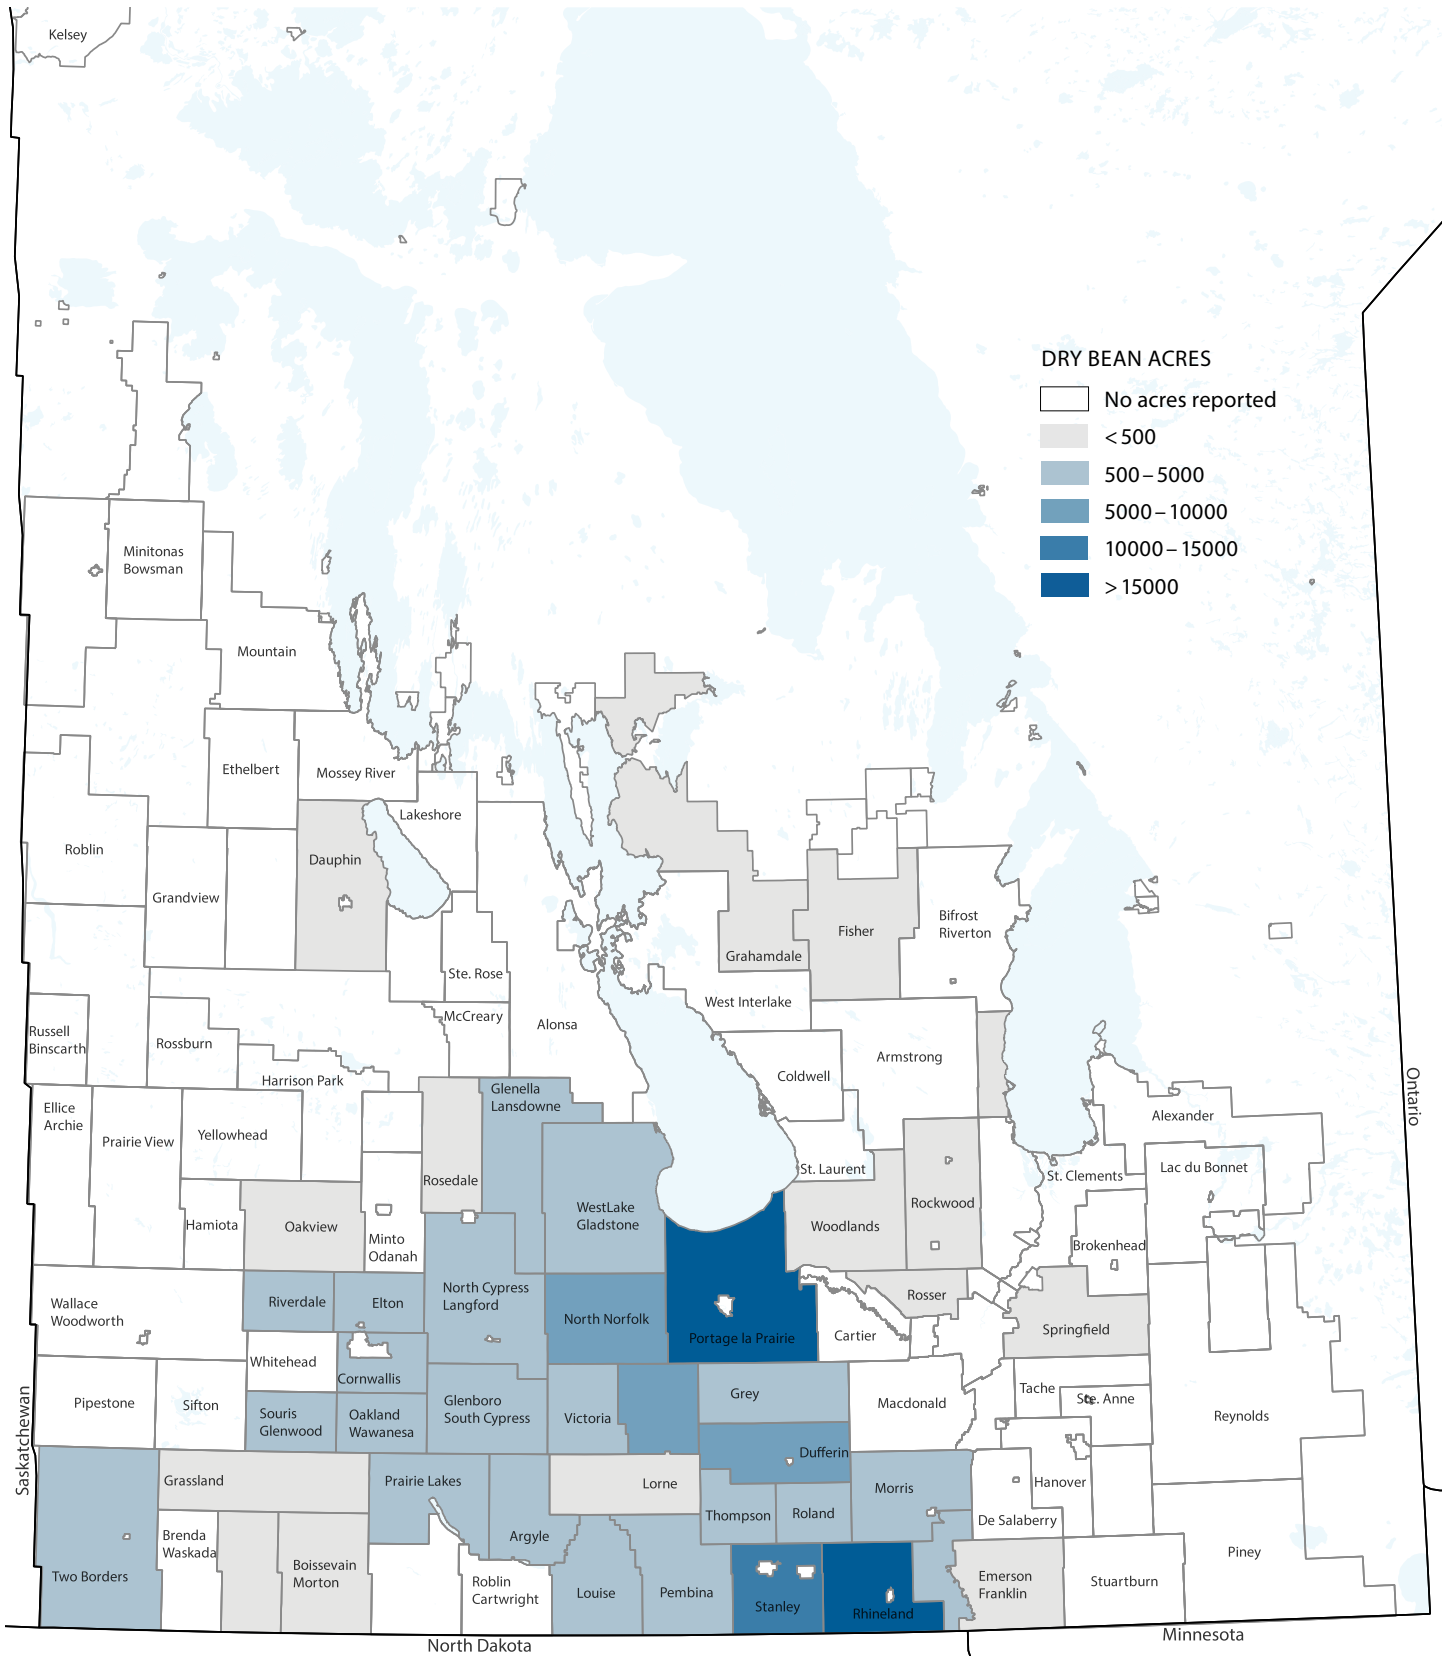 Kelsey
DRY BEAN ACRES
No acres reported
< 500
500 – 5000
5000 – 10000
10000 – 15000
> 15000
Minitonas
Bowsman
Mountain
Ethelbert
Mossey River
Lakeshore
Roblin
Dauphin
Grandview
Bifrost
Riverton
Fisher
Grahamdale
Ste. Rose
West Interlake
McCreary
Alonsa
Russell
Binscarth
Rossburn
Armstrong
Coldwell
Harrison Park
Glenella
Lansdowne
Ontario
Ellice
Archie
Prairie View
Yellowhead
Alexander
Rosedale
St. Laurent
St. Clements
Lac du Bonnet
Hamiota
Oakview
WestLake
Gladstone
Woodlands
Rockwood
Minto
Odanah
Brokenhead
Wallace
Woodworth
Riverdale
Elton
North Cypress
Langford
North Norfolk
Portage la Prairie
Rosser
Cartier
Springfield
Whitehead
Cornwallis
Saskatchewan
Pipestone
Sifton
Souris
Glenwood
Oakland
Wawanesa
Glenboro
South Cypress
Victoria
Grey
Macdonald
Tache
Ste. Anne
Reynolds
Dufferin
Grassland
Prairie Lakes
Lorne
Morris
Hanover
Thompson
Roland
De Salaberry
Brenda
Waskada
Argyle
Two Borders
Boissevain
Morton
Roblin
Cartwright
Louise
Pembina
Stanley
Rhineland
Emerson
Franklin
Stuartburn
Piney
North Dakota
Minnesota